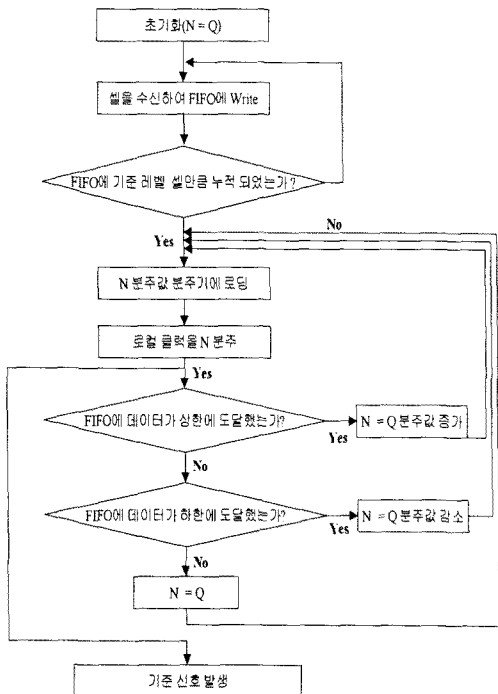 초기화(N = Q)
셀을 수신하여 FIFO에 Write
FIFO에 기준 레벨 셀만큼 누적 되었는가?
No
Yes
N 분주값 분주기에 로딩
로컬 클럭을 N 분주
Yes
FIFO에 데이터가 상한에 도달했는가?
Yes
N = Q 분주값 증가
No
FIFO에 데이터가 하한에 도달했는가?
Yes
N = Q 분주값 감소
No
N = Q
기준 신호 발생